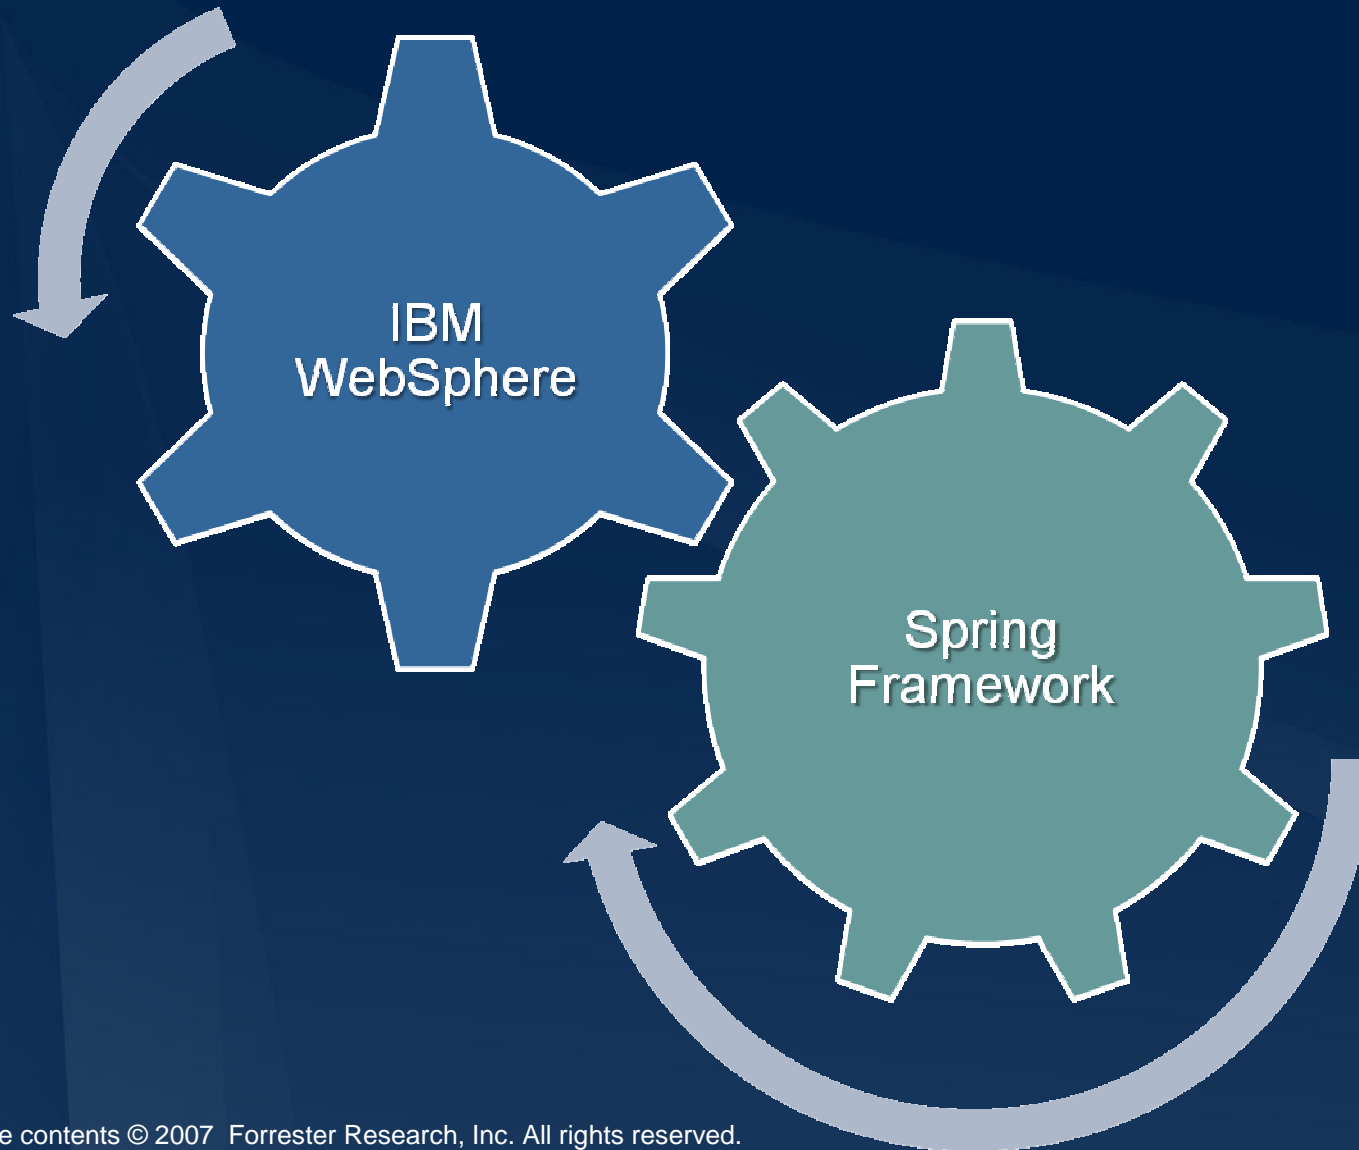 IBM
WebSphere
Spring
Framework
contents © 2007 Forrester Research, Inc. All rights reserved.